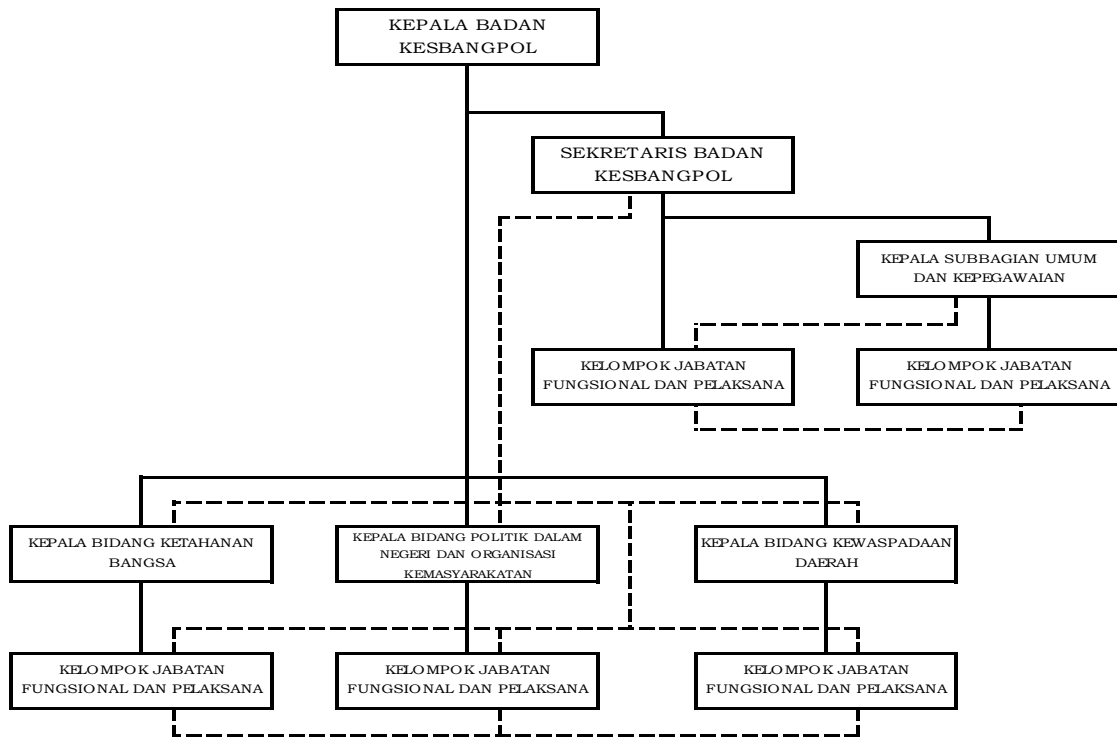 KEPALA BADAN
KESBANGPOL
SEKRETARIS BADAN
KESBANGPOL
KEPALA SUBBAGIAN UMUM
DAN KEPEGAWAIAN
KELOMPOK JABATAN
FUNGSIONAL DAN PELAKSANA
KELOMPOK JABATAN
FUNGSIONAL DAN PELAKSANA
KEPALA BIDANG KETAHANAN
BANGSA
KEPALA BIDANG POLITIK DALAM
NEGERI DAN ORGANISASI
KEMASYARAKATAN
KEPALA BIDANG KEWASPADAAN
DAERAH
KELOMPOK JABATAN
FUNGSIONAL DAN PELAKSANA
KELOMPOK JABATAN
FUNGSIONAL DAN PELAKSANA
KELOMPOK JABATAN
FUNGSIONAL DAN PELAKSANA